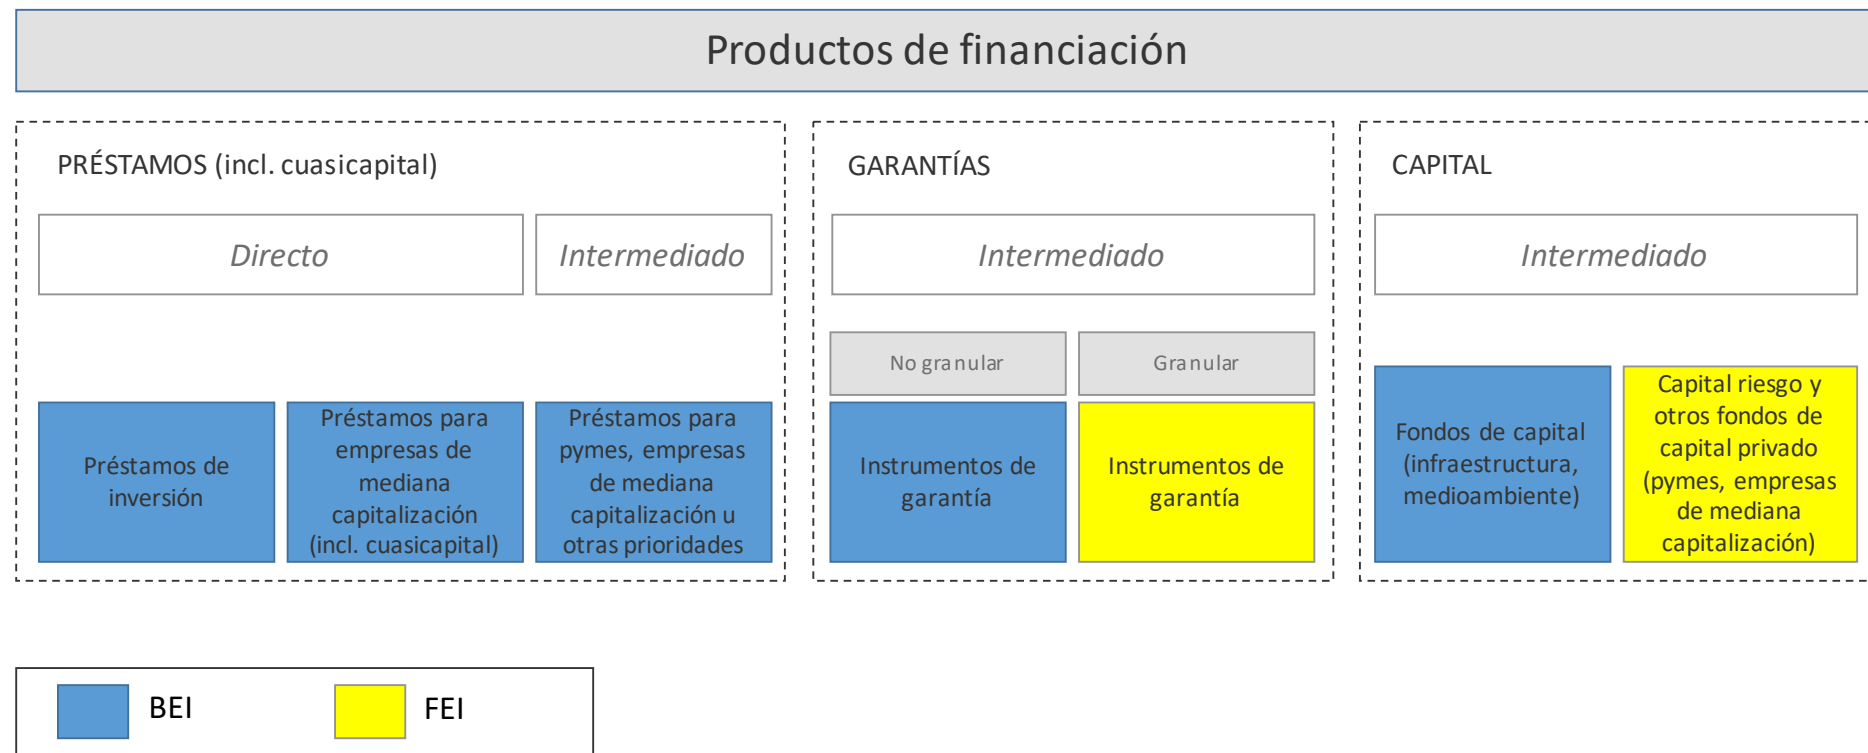 Productos de financiación
PRÉSTAMOS (incl. cuasicapital)
Directo
Intermediado
Préstamos de
inversión
Préstamos para
empresas de
mediana
capitalización
(incl. cuasicapital)
Préstamos para
pymes, empresas
de mediana
capitalización u
otras prioridades
GARANTÍAS
Intermediado
No granular
Granular
Instrumentos de
garantía
Instrumentos de
garantía
CAPITAL
Intermediado
Fondos de capital
(infraestructura,
medioambiente)
Capital riesgo y
otros fondos de
capital privado
(pymes, empresas
de mediana
capitalización)
BEI
FEI